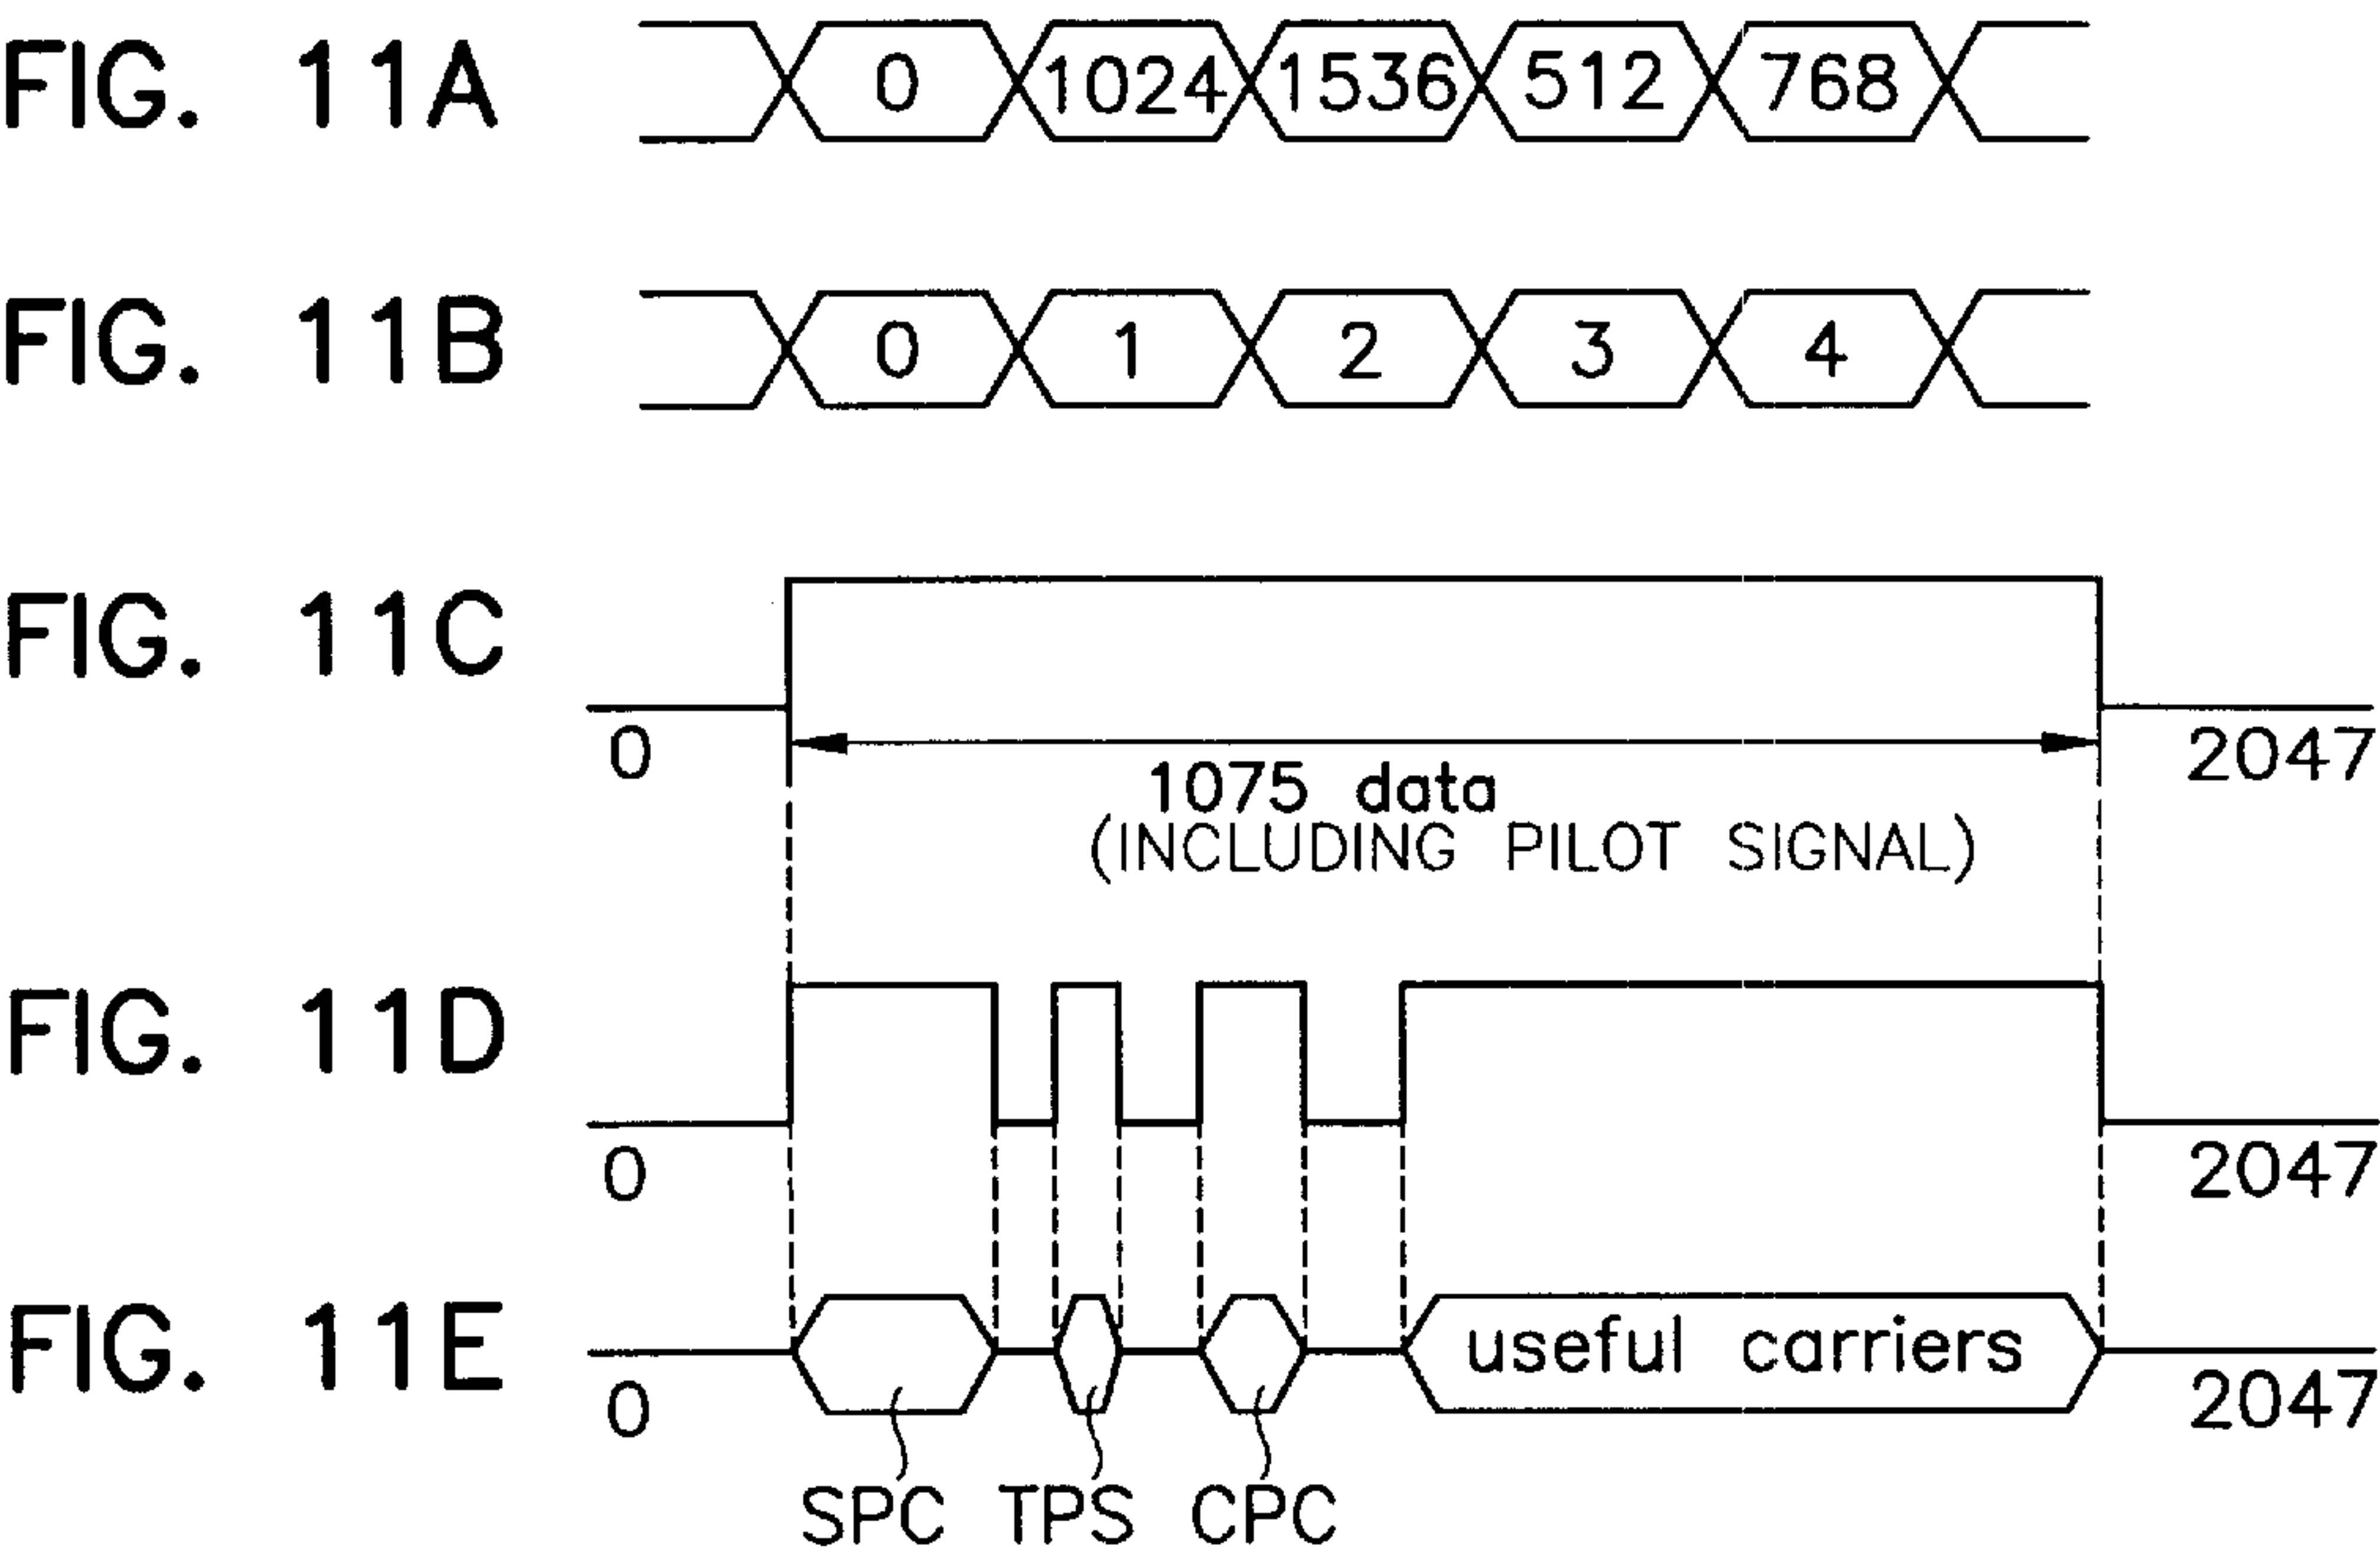 FIG. 11A 0 1024 1536 512 768
FIG. 11B 0 1 2 3 4
FIG. 11C
0 2047
1075 data
(INCLUDING PILOT SIGNAL)
FIG. 11D
0 2047
FIG. 11E useful carriers
0 2047
SPC TPS CPC